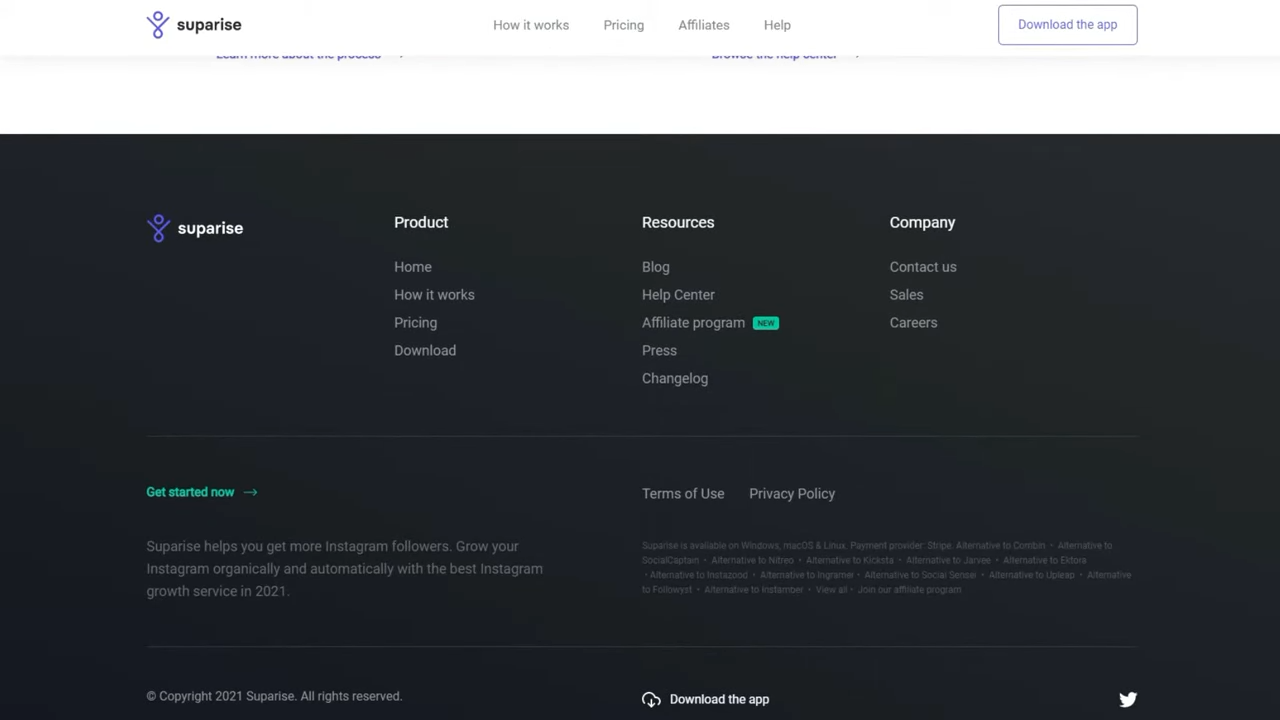 suparise
How it works
Pricing
Affiliates
Help
Download the app
Learn more about the process
Browse the help center
suparise
Product
Home
How it works
Pricing
Download
Resources
Blog
Help Center
Affiliate program NEW
Press
Changelog
Company
Contact us
Sales
Careers
Get started now →
Suparise helps you get more Instagram followers. Grow your
Instagram organically and automatically with the best Instagram
growth service in 2021.
Terms of Use Privacy Policy
Suparise is available on Windows, macOS & Linux. Payment provider: Stripe. Alternative to Combin • Alternative to
SocialCaptain • Alternative to Nitreo • Alternative to Kicksta • Alternative to Jarvee • Alternative to Ektora
• Alternative to Instazood • Alternative to Ingramer • Alternative to Social Sensei • Alternative to Upleap • Alternative
to Followyst • Alternative to Instamber • View all • Join our affiliate program
© Copyright 2021 Suparise. All rights reserved.
Download the app